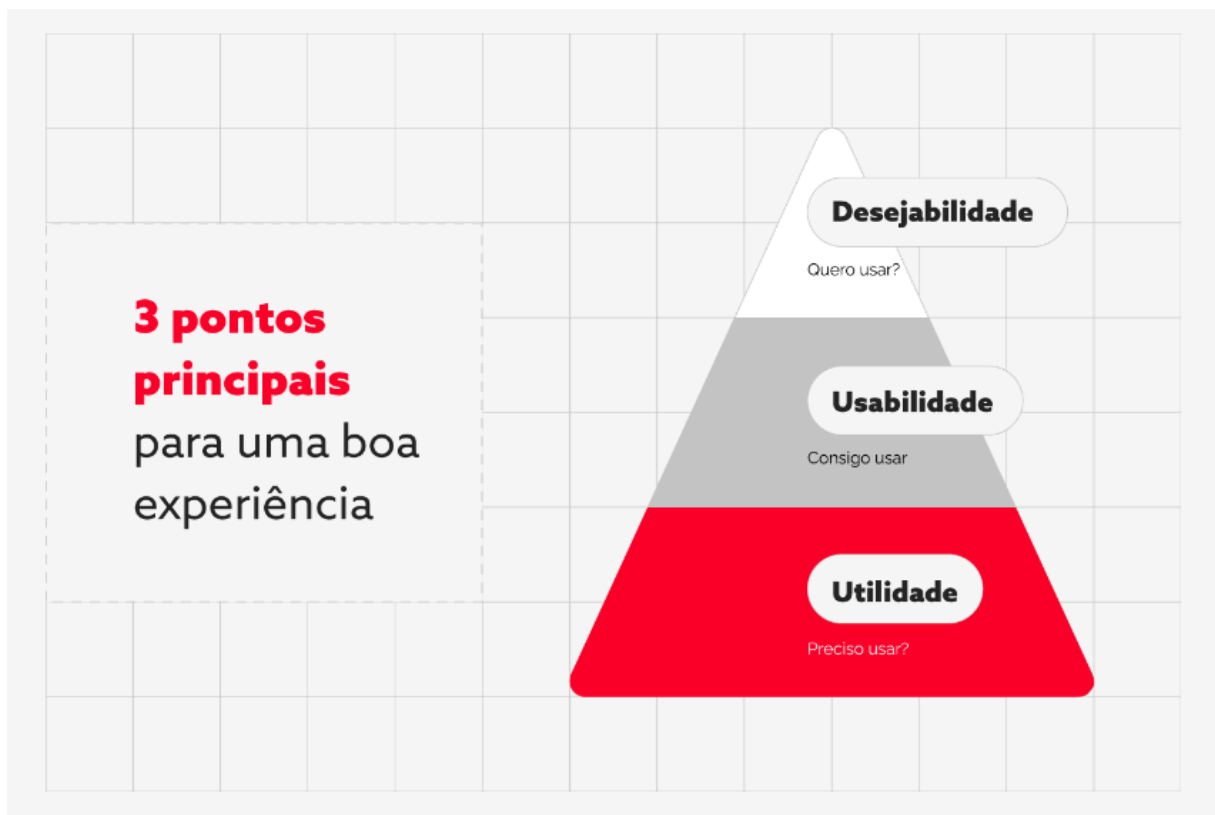 3 pontos
principais
para uma boa
experiência
Desejabilidade
Quero usar?
Usabilidade
Consigo usar
Utilidade
Preciso usar?